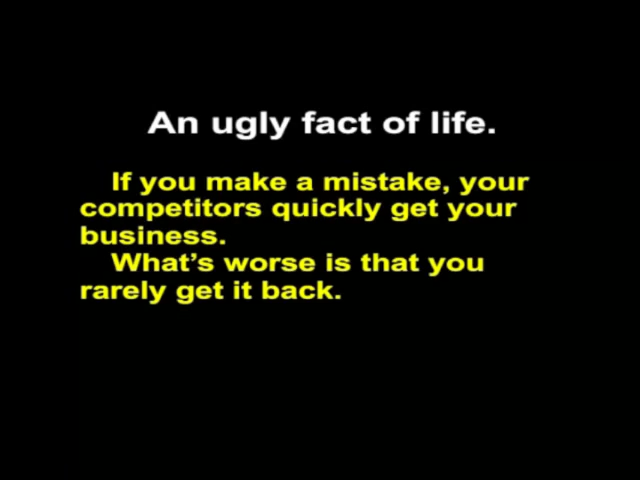 An ugly fact of life.
If you make a mistake, your
competitors quickly get your
business.
What’s worse is that you
rarely get it back.